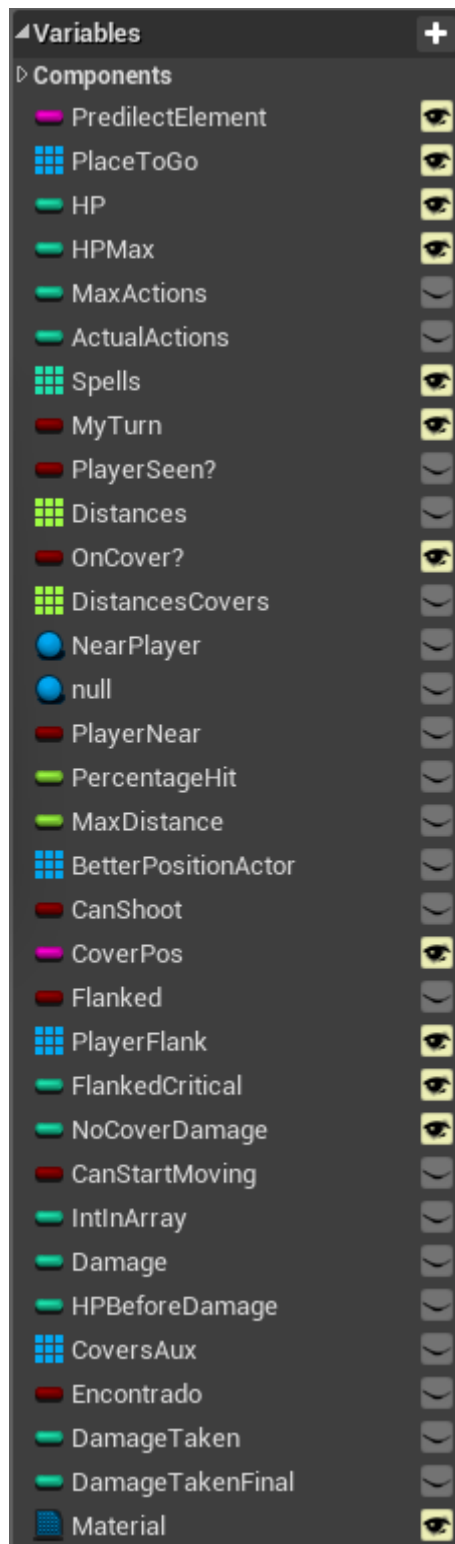 Variables
Components
PredilectElement
PlaceToGo
HP
HPMax
MaxActions
ActualActions
Spells
MyTurn
PlayerSeen?
Distances
OnCover?
DistancesCovers
NearPlayer
null
PlayerNear
PercentageHit
MaxDistance
BetterPositionActor
CanShoot
CoverPos
Flanked
PlayerFlank
FlankedCritical
NoCoverDamage
CanStartMoving
IntInArray
Damage
HPBeforeDamage
CoversAux
Encontrado
DamageTaken
DamageTakenFinal
Material